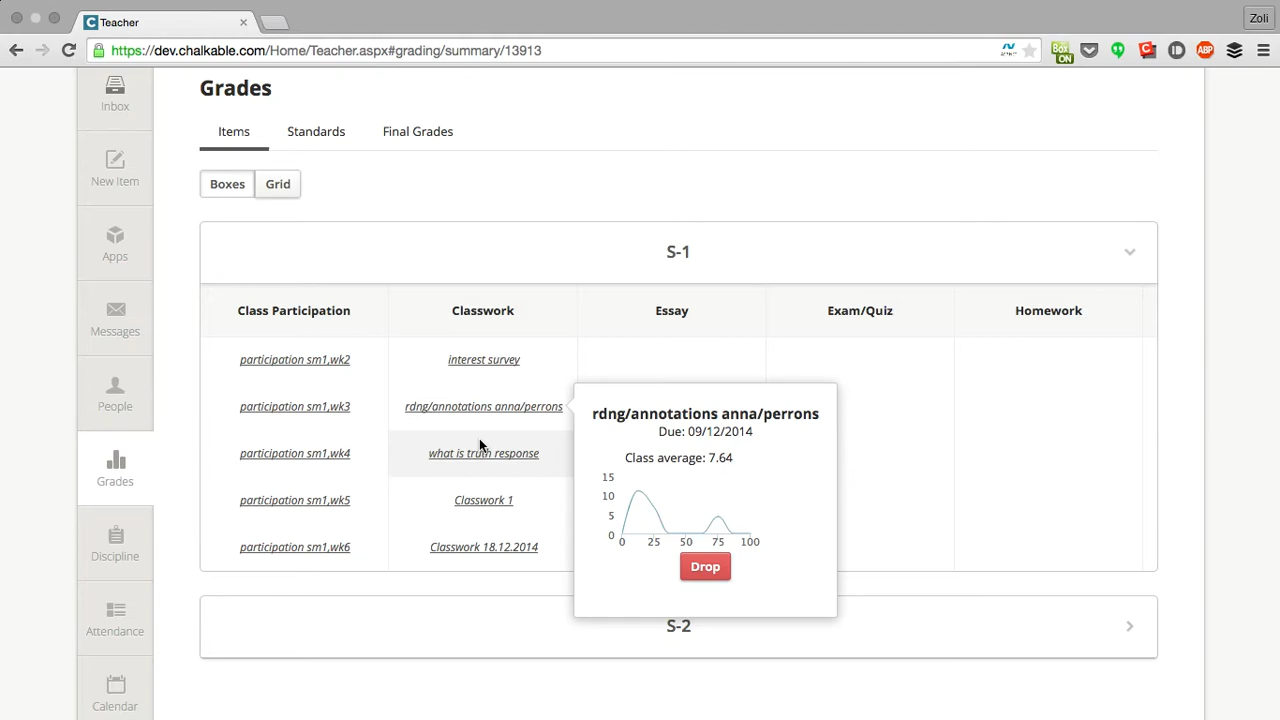 Teacher
Zoli
https://dev.chalkable.com/Home/Teacher.aspx#grading/summary/13913
Box
ON
ABP
Inbox
New Item
Apps
Messages
People
Grades
Discipline
Attendance
Calendar
Grades
Items Standards Final Grades
Boxes Grid
S-1
Class Participation Classwork Essay Exam/Quiz Homework
participation sm1,wk2 interest survey
participation sm1,wk3 rdng/annotations anna/perrons
participation sm1,wk4 what is truth response
participation sm1,wk5 Classwork 1
participation sm1,wk6 Classwork 18.12.2014
rdng/annotations anna/perrons
Due: 09/12/2014
Class average: 7.64
15
10
5
0
0 25 50 75 100
Drop
S-2